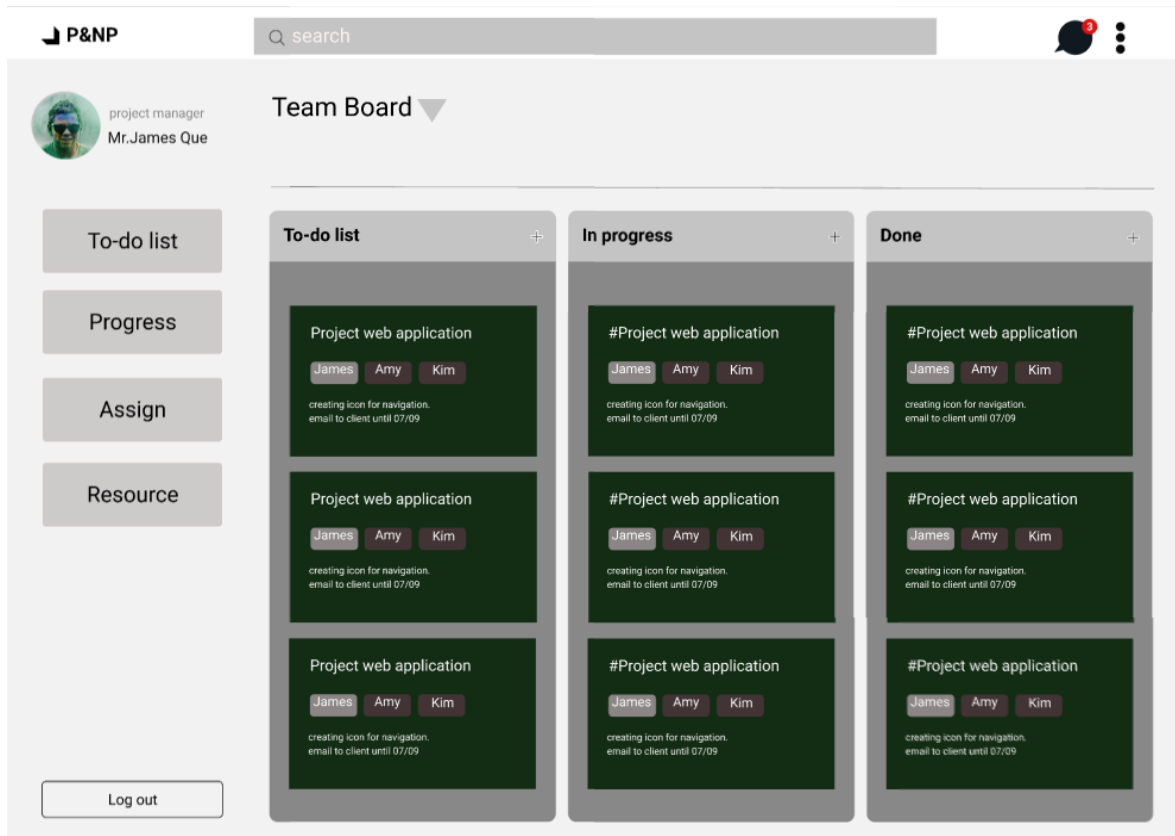 P&NP
search
3
project manager
Mr.James Que
Team Board
To-do list
Progress
Assign
Resource
Log out
To-do list +
Project web application
James Amy Kim
creating icon for navigation.
email to client until 07/09
Project web application
James Amy Kim
creating icon for navigation.
email to client until 07/09
Project web application
James Amy Kim
creating icon for navigation.
email to client until 07/09
In progress +
#Project web application
James Amy Kim
creating icon for navigation.
email to client until 07/09
#Project web application
James Amy Kim
creating icon for navigation.
email to client until 07/09
#Project web application
James Amy Kim
creating icon for navigation.
email to client until 07/09
Done +
#Project web application
James Amy Kim
creating icon for navigation.
email to client until 07/09
#Project web application
James Amy Kim
creating icon for navigation.
email to client until 07/09
#Project web application
James Amy Kim
creating icon for navigation.
email to client until 07/09